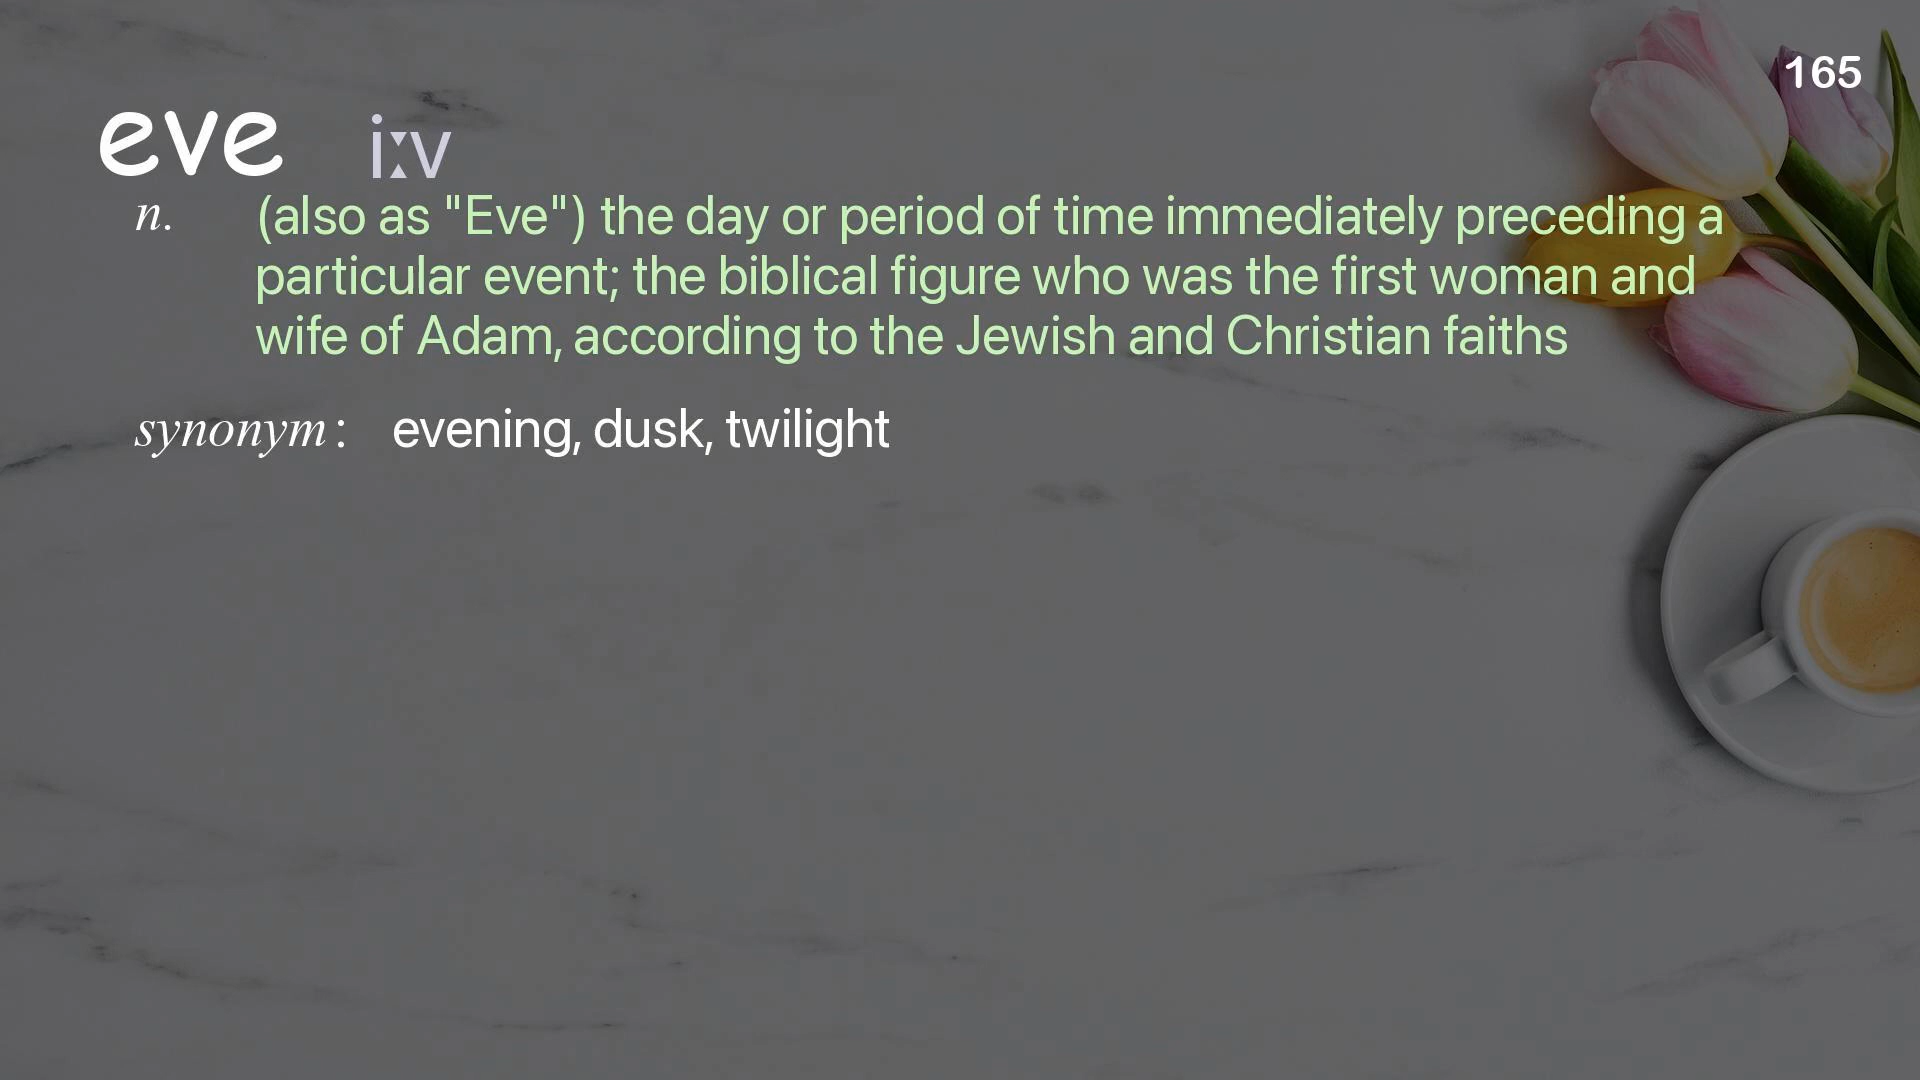 165
eve iːv
n. (also as "Eve") the day or period of time immediately preceding a
particular event; the biblical figure who was the first woman and
wife of Adam, according to the Jewish and Christian faiths
synonym : evening, dusk, twilight